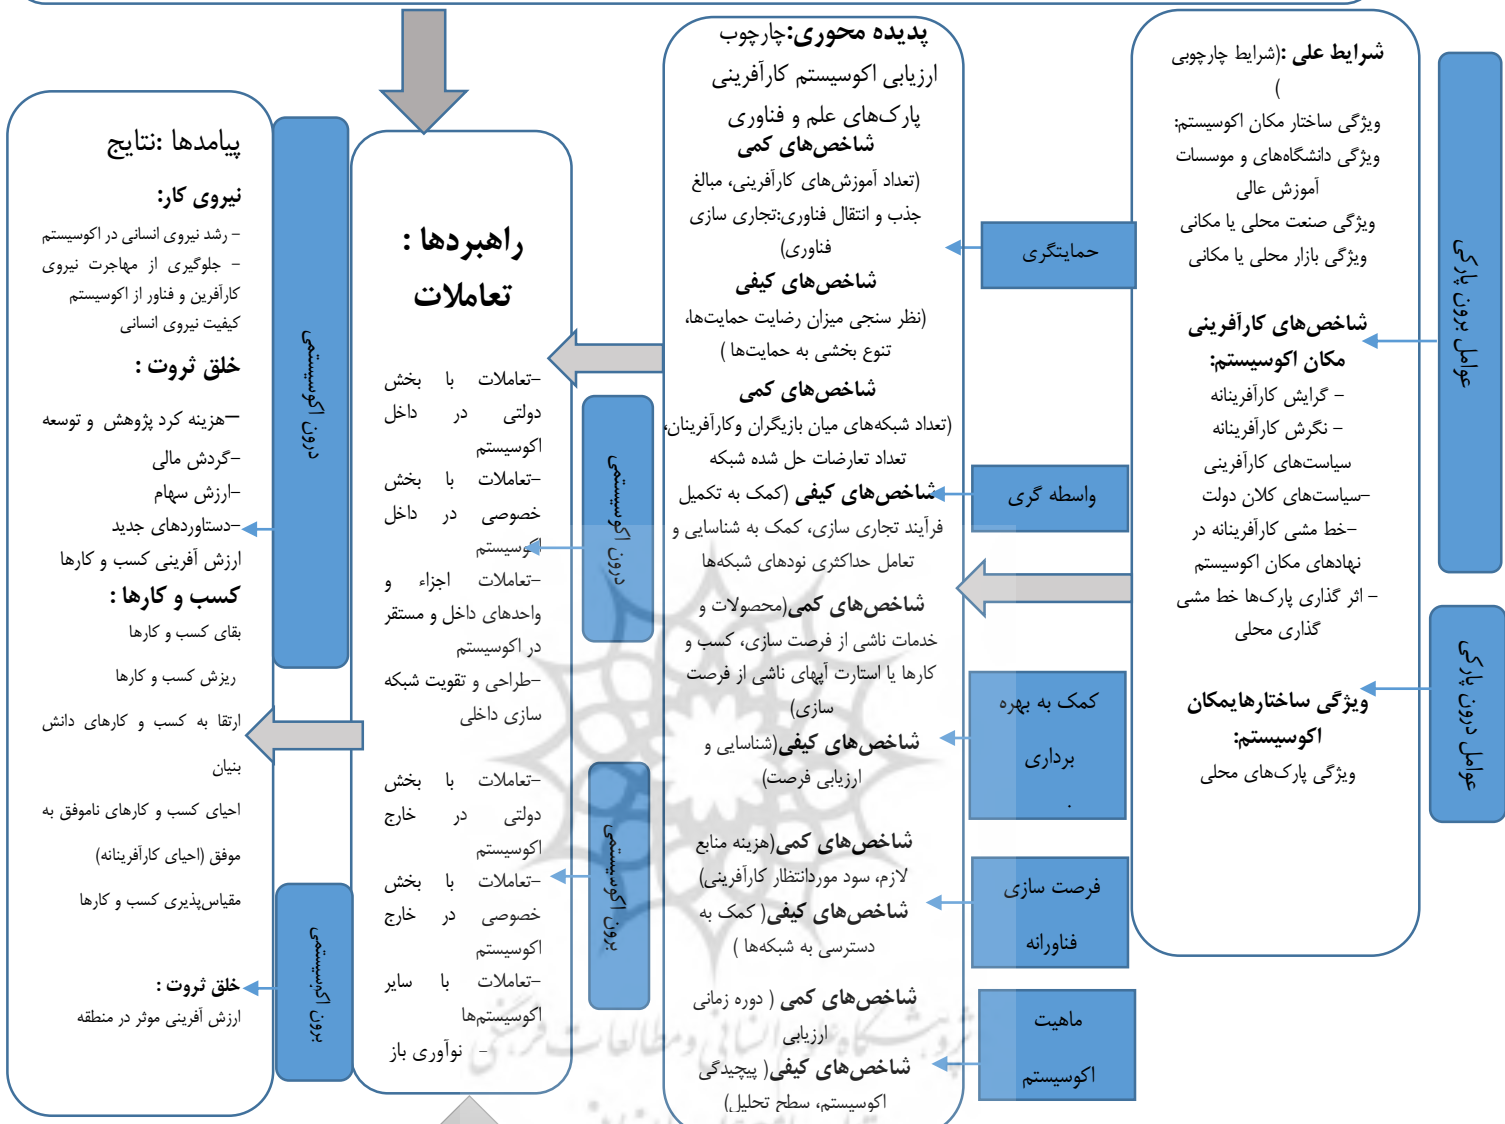 شرایط علی :(شرایط چارچوبی
(
ویژگی ساختار مکان اکوسیستم:
ویژگی دانشگاه‌های و موسسات
آموزش عالی
ویژگی صنعت محلی یا مکانی
ویژگی بازار محلی یا مکانی
شاخص‌های کارآفرینی
مکان اکوسیستم:
- گرایش کارآفرینانه
- نگرش کارآفرینانه
سیاست‌های کارآفرینی
-سیاست‌های کلان دولت
-خط مشی کارآفرینانه در
نهادهای مکان اکوسیستم
- اثر گذاری پارک‌ها خط مشی
گذاری محلی
ویژگی ساختارهایمکان
اکوسیستم:
ویژگی پارک‌های محلی
عوامل برون پارکی
عوامل درون پارکی
پدیده محوری:چارچوب
ارزیابی اکوسیستم کارآفرینی
پارک‌های علم و فناوری
شاخص‌های کمی
(تعداد آموزش‌های کارآفرینی، مبالغ
جذب و انتقال فناوری:تجاری سازی
فناوری)
شاخص‌های کیفی
(نظر سنجی میزان رضایت حمایت‌ها،
تنوع بخشی به حمایت‌ها )
شاخص‌های کمی
(تعداد شبکه‌های میان بازیگران وکارآفرینان،
تعداد تعارضات حل شده شبکه
شاخص‌های کیفی (کمک به تکمیل
فرآیند تجاری سازی، کمک به شناسایی و
تعامل حداکثری نودهای شبکه‌ها
شاخص‌های کمی(محصولات و
خدمات ناشی از فرصت سازی، کسب و
کارها یا استارت آپهای ناشی از فرصت
سازی)
شاخص‌های کیفی(شناسایی و
ارزیابی فرصت)
شاخص‌های کمی(هزینه منابع
لازم، سود موردانتظار کارآفرینی)
شاخص‌های کیفی( کمک به
دسترسی به شبکه‌ها )
شاخص‌های کمی ( دوره زمانی
ارزیابی
شاخص‌های کیفی( پیچیدگی
اکوسیستم، سطح تحلیل)
حمایتگری
واسطه گری
کمک به بهره
برداری
.
فرصت سازی
فناورانه
ماهیت
اکوسیستم
راهبردها :
تعاملات
-تعاملات با بخش
دولتی در داخل
اکوسیستم
-تعاملات با بخش
خصوصی در داخل
اکوسیستم
-تعاملات اجزاء و
واحدهای داخل و مستقر
در اکوسیستم
-طراحی و تقویت شبکه
سازی داخلی
-تعاملات با بخش
دولتی در خارج
اکوسیستم
-تعاملات با بخش
خصوصی در خارج
اکوسیستم
-تعاملات با سایر
اکوسیستم‌ها
- نوآوری باز
درون اکوسیستمی
برون اکوسیستمی
پیامدها :نتایج
نیروی کار:
- رشد نیروی انسانی در اکوسیستم
- جلوگیری از مهاجرت نیروی
کارآفرین و فناور از اکوسیستم
کیفیت نیروی انسانی
خلق ثروت :
–هزینه کرد پژوهش و توسعه
-گردش مالی
-ارزش سهام
-دستاوردهای جدید
ارزش آفرینی کسب و کارها
کسب و کارها :
بقای کسب و کارها
ریزش کسب و کارها
ارتقا به کسب و کارهای دانش
بنیان
احیای کسب و کارهای ناموفق به
موفق (احیای کارآفرینانه)
مقیاس‌پذیری کسب و کارها
خلق ثروت :
ارزش آفرینی موثر در منطقه
درون اکوسیستمی
برون اکوسیستمی
پژوهشگاه علوم انسانی و مطالعات فرهنگی